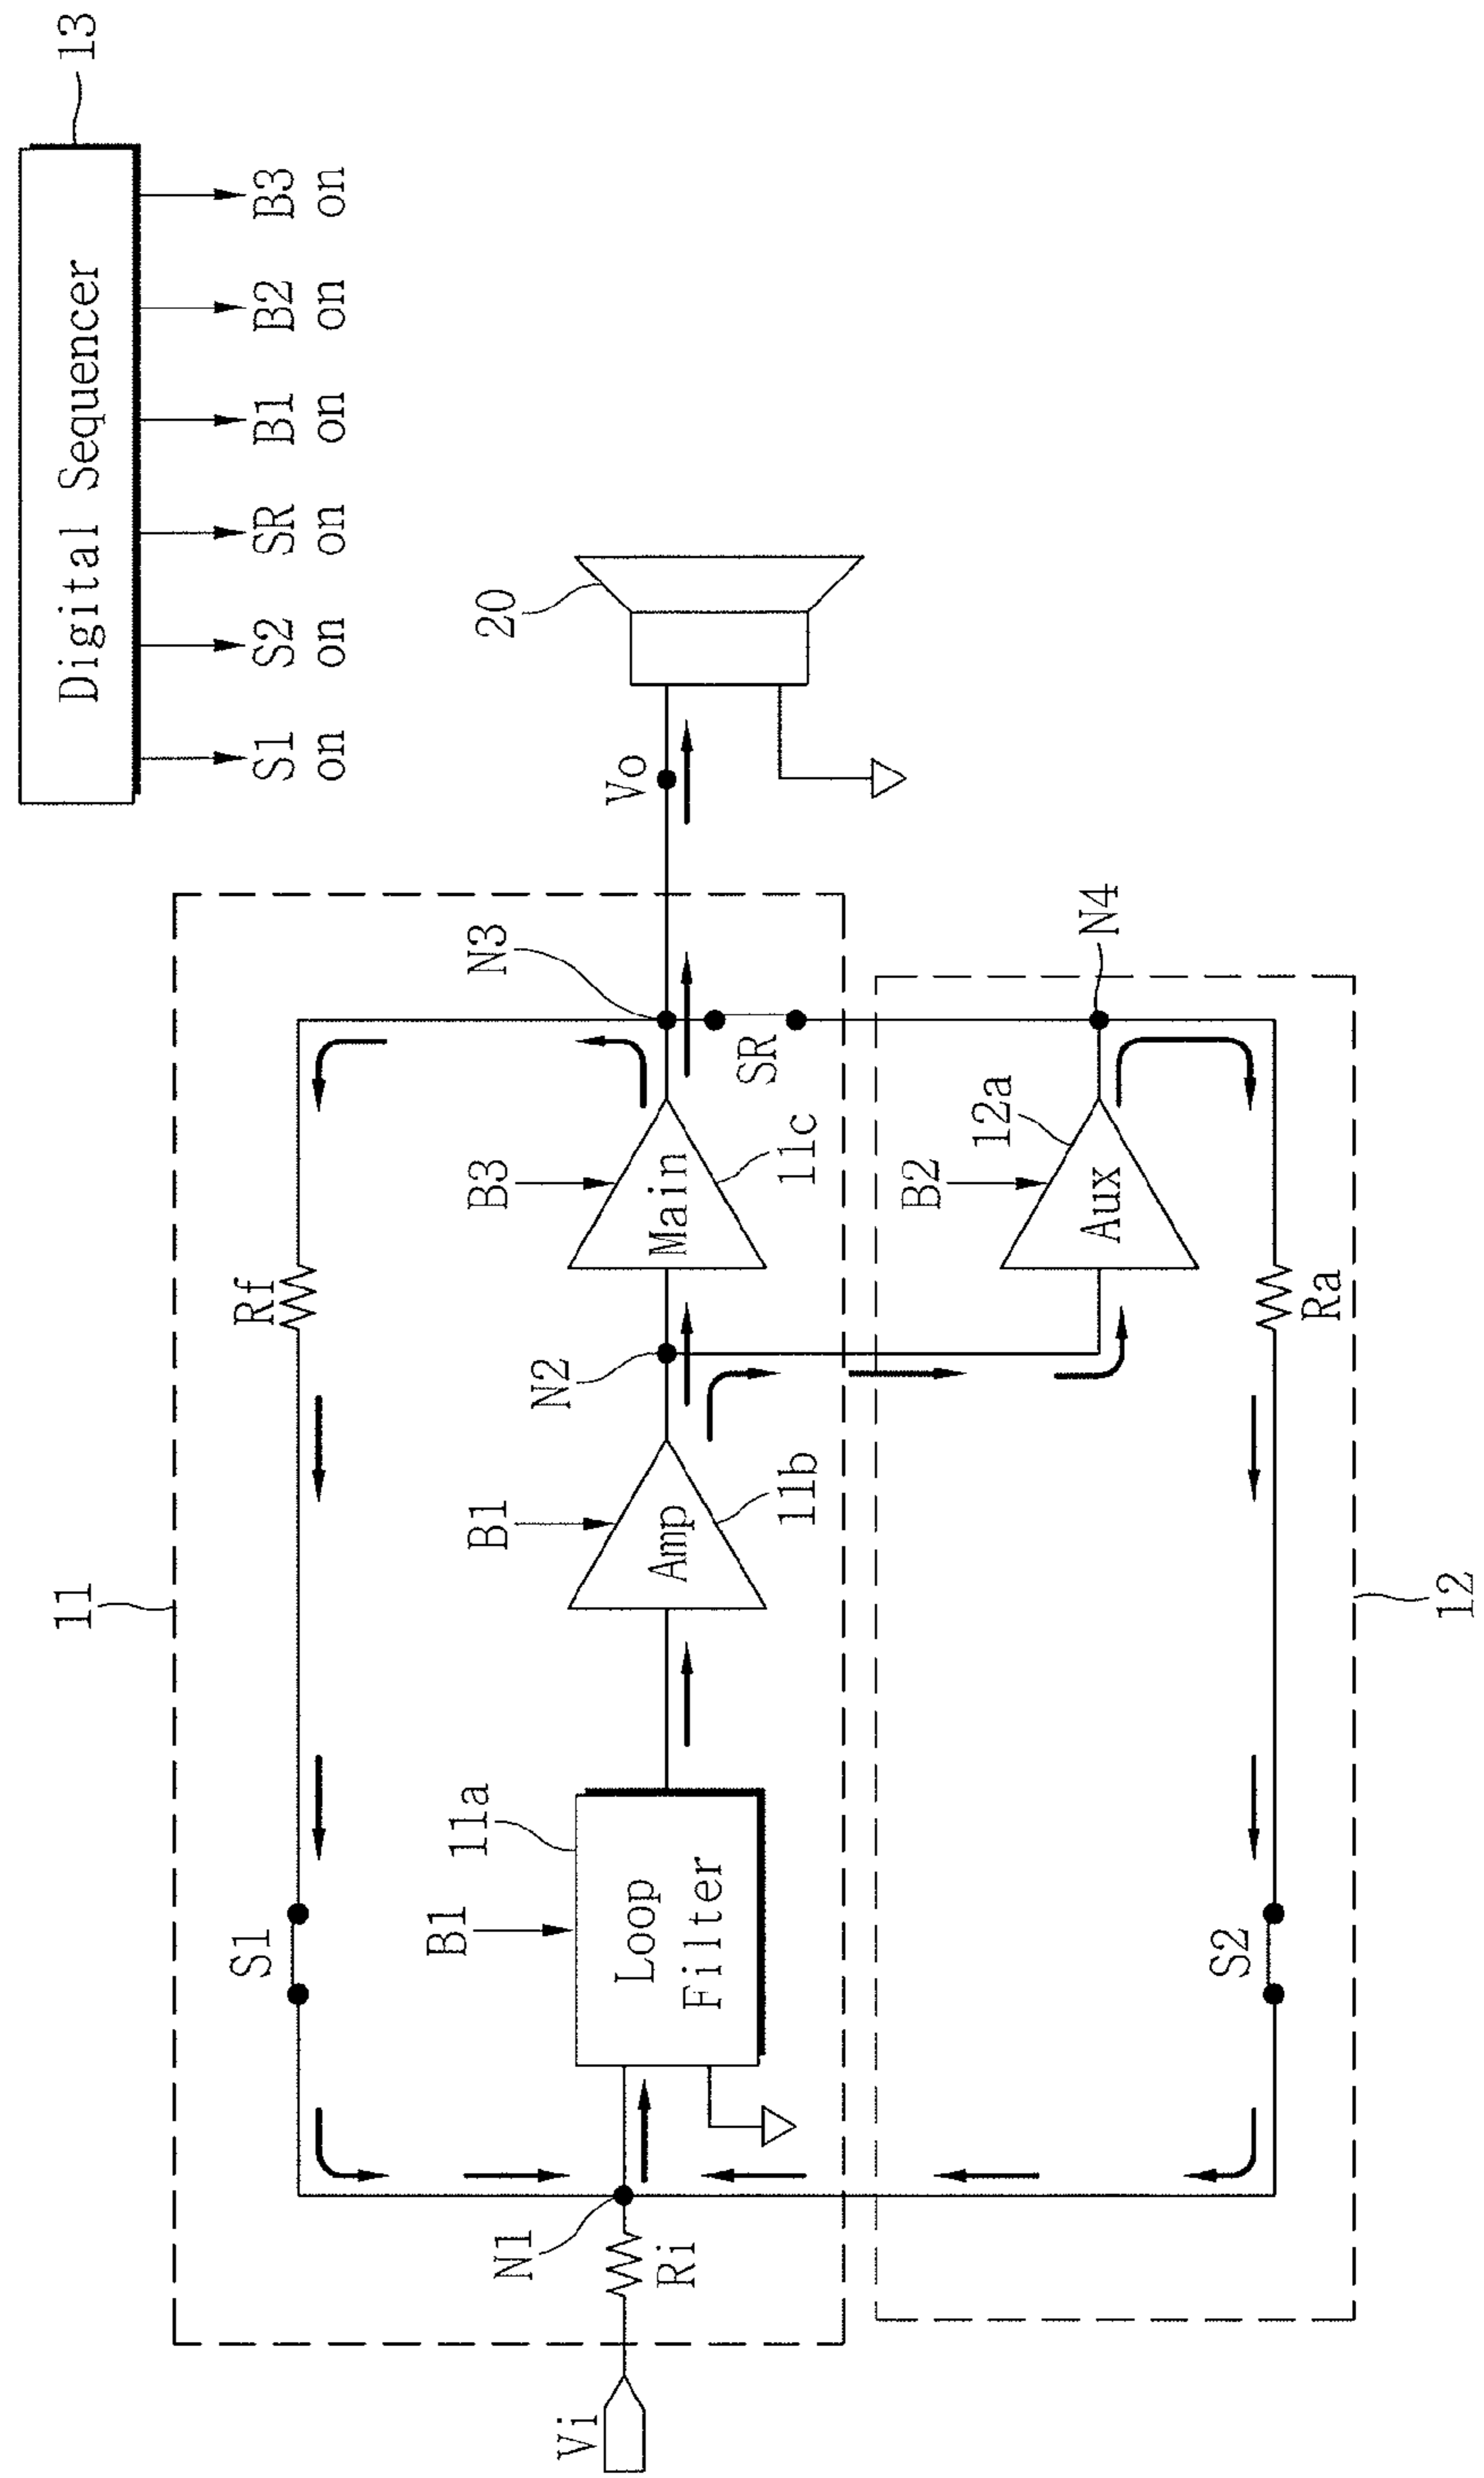 Digital Sequencer
13
S1 on
S2 on
SR on
B1 on
B2 on
B3 on
11
S1
Rf
N3
Vo
20
B1
11a
Loop
Filter
B1
Amp
11b
N2
B3
Main
11c
SR
Vi
N1
Ri
B2
12a
Aux
N4
S2
Ra
12